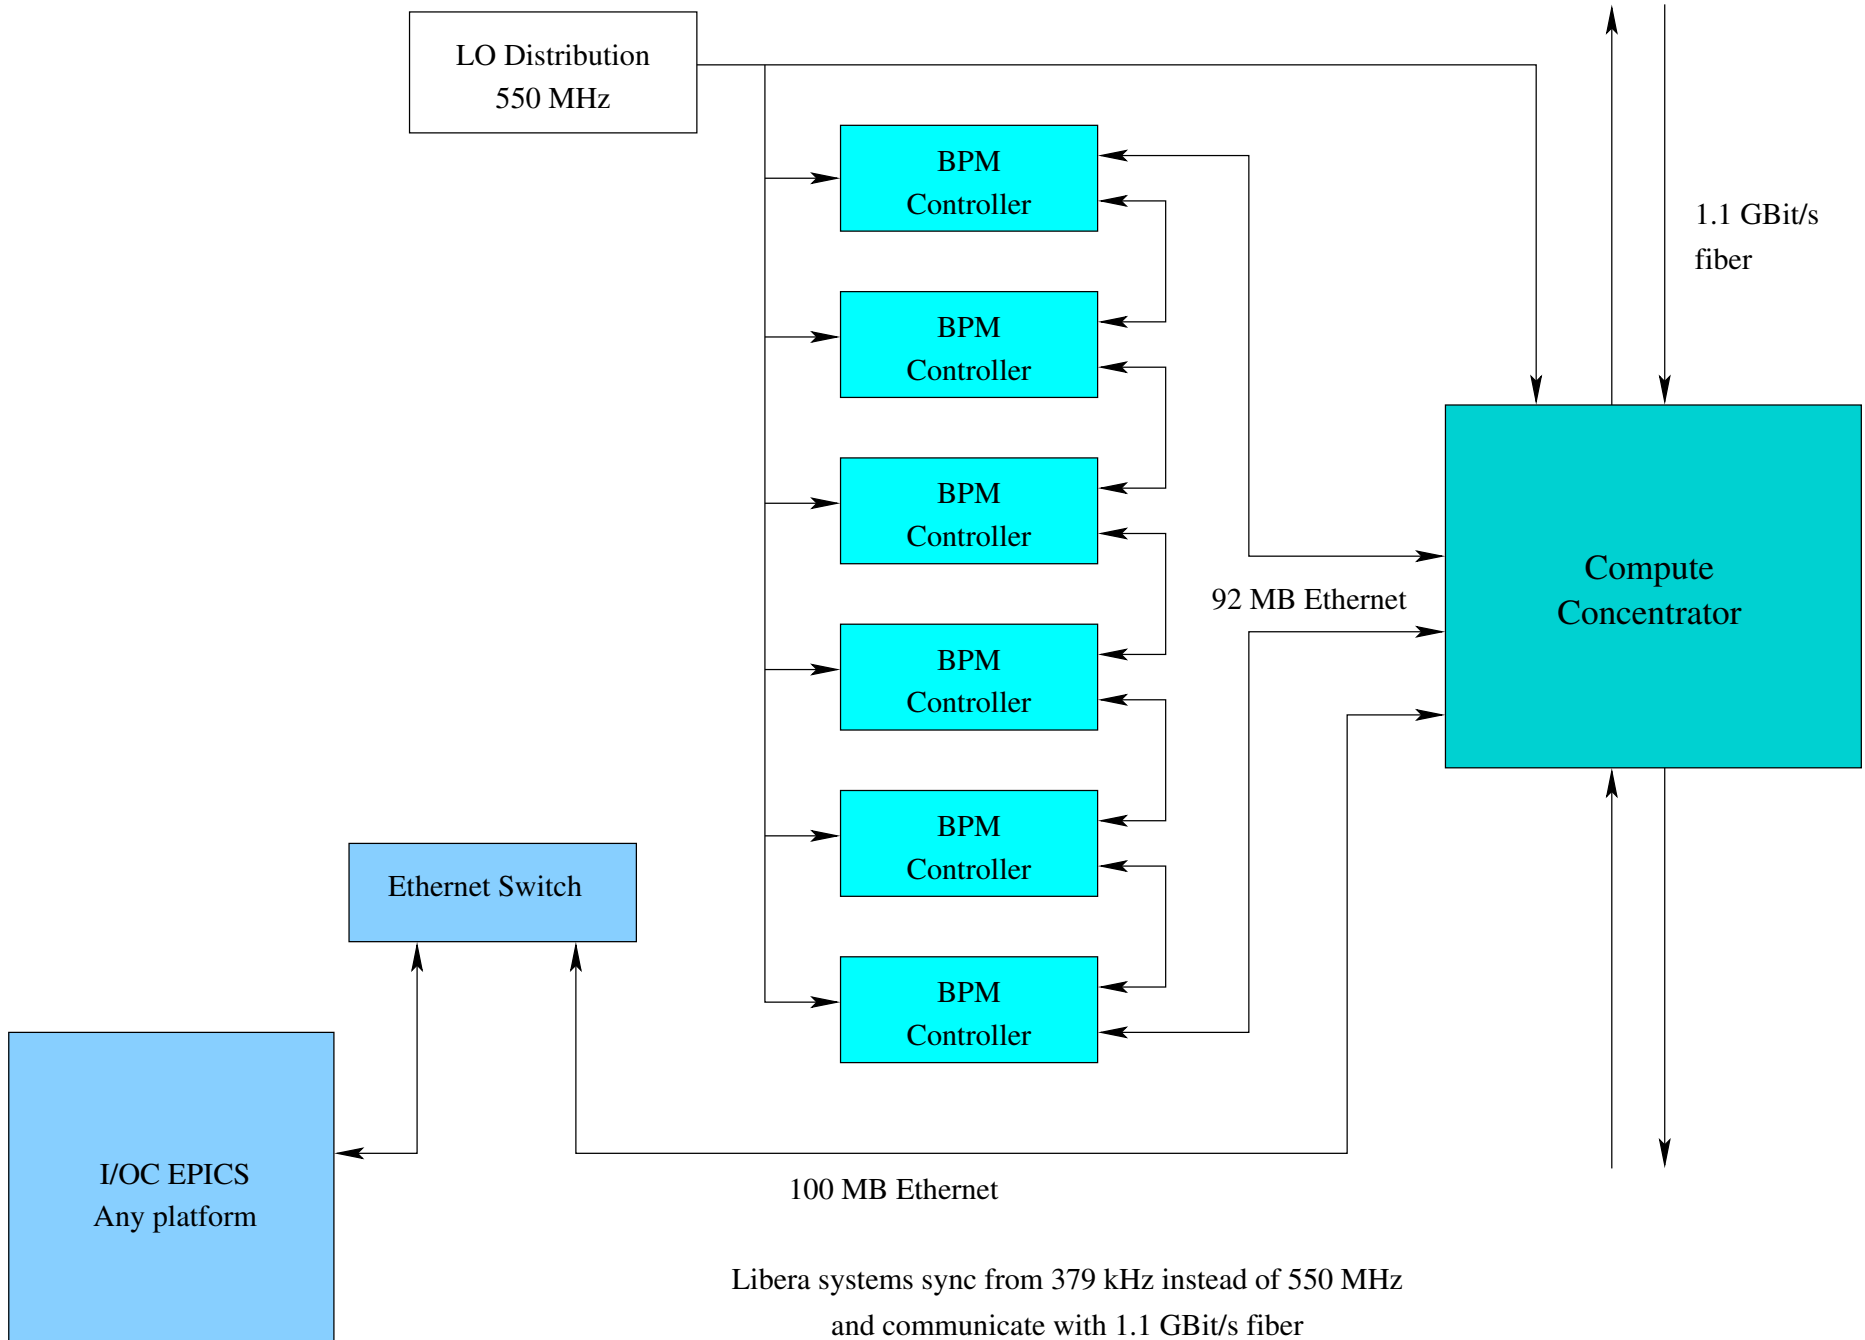 LO Distribution
550 MHz
BPM
Controller
1.1 GBit/s
fiber
BPM
Controller
BPM
Controller
Compute
Concentrator
92 MB Ethernet
BPM
Controller
BPM
Controller
Ethernet Switch
BPM
Controller
I/OC EPICS
Any platform
100 MB Ethernet
Libera systems sync from 379 kHz instead of 550 MHz
and communicate with 1.1 GBit/s fiber